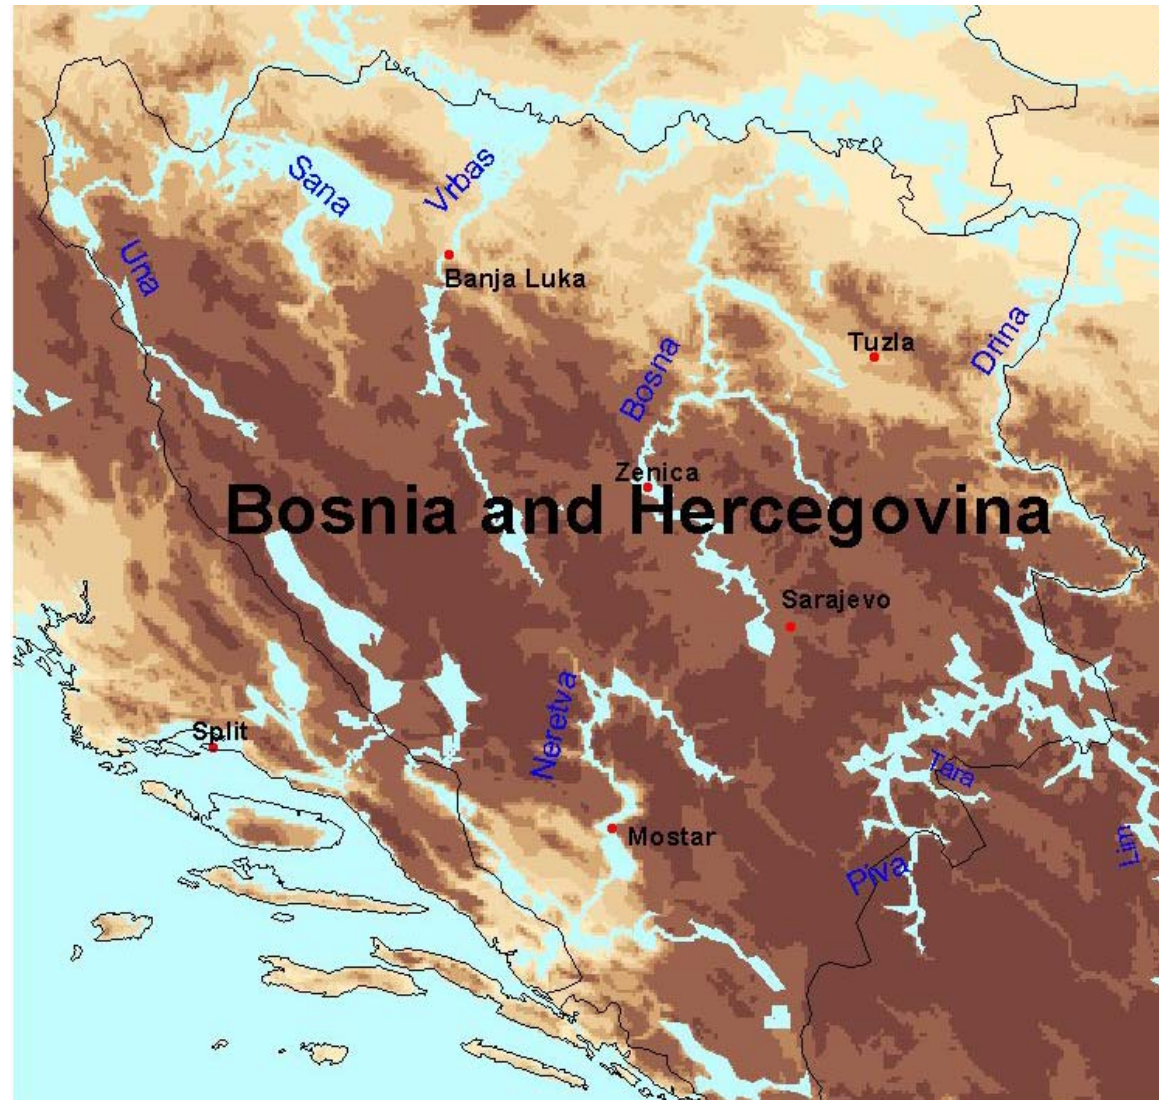 Sana
Vrbas
Una
Banja Luka
Bosna
Tuzla
Drina
Zenica
Bosnia and Hercegovina
Sarajevo
Neretva
Split
Tara
Mostar
Piva
Lim